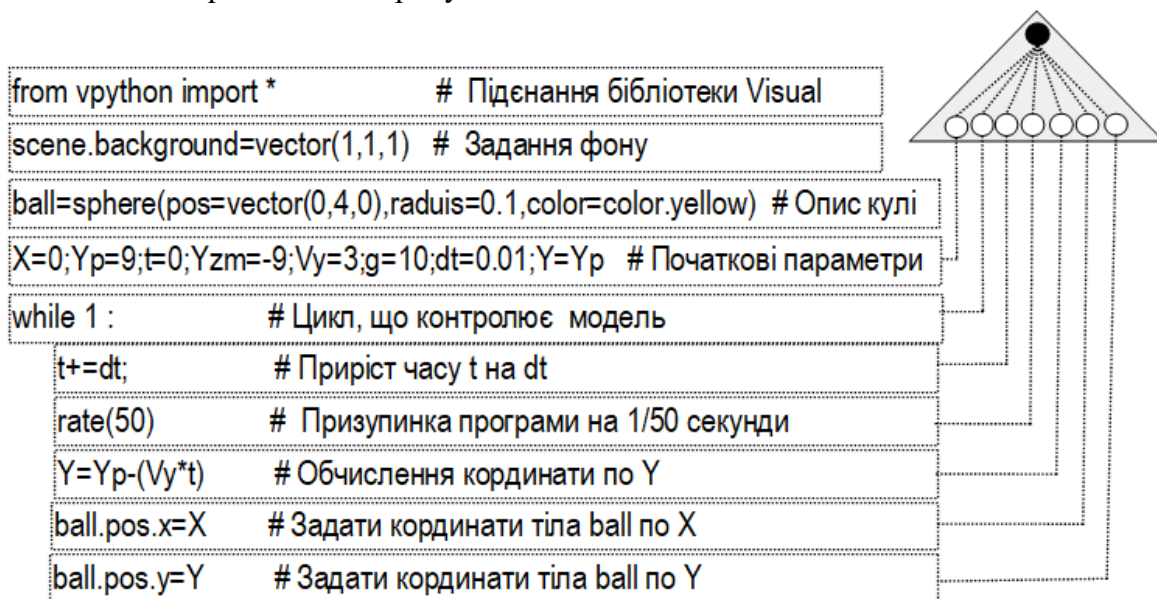 from vpython import * # Підєнання бібліотеки Visual
scene.background=vector(1,1,1) # Задання фону
ball=sphere(pos=vector(0,4,0),raduis=0.1,color=color.yellow) # Опис кулі
X=0;Yp=9;t=0;Yzm=-9;Vy=3;g=10;dt=0.01;Y=Yp # Початкові параметри
while 1 : # Цикл, що контролює модель
t+=dt; # Приріст часу t на dt
rate(50) # Призупинка програми на 1/50 секунди
Y=Yp-(Vy*t) # Обчислення кординати по Y
ball.pos.x=X # Задати кординати тіла ball по X
ball.pos.y=Y # Задати кординати тіла ball по Y